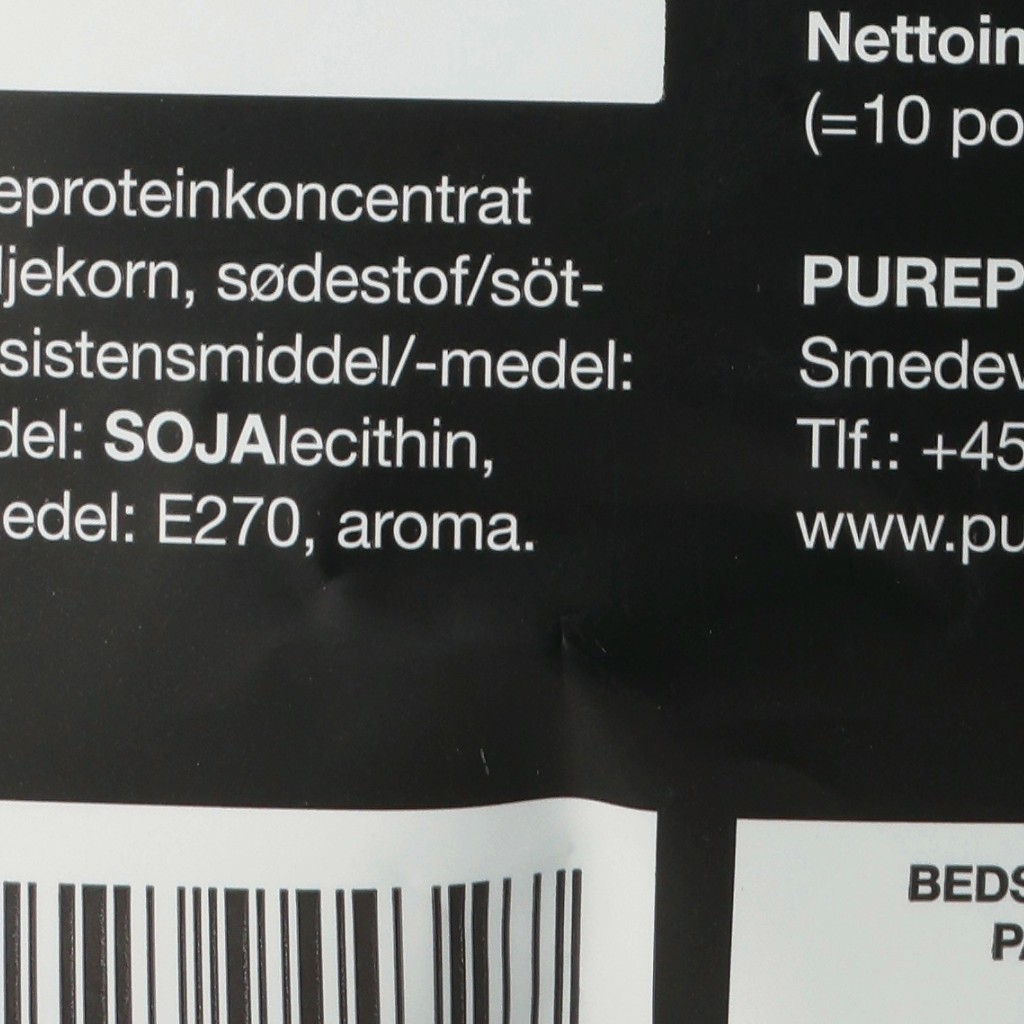 eproteinkoncentrat
ljekorn, sødestof/söt-
sistensmiddel/-medel:
del: SOJAlecithin,
edel: E270, aroma.
Nettoin
(=10 po
PUREP
Smedev
Tlf.: +45
www.pu
BEDS
PA